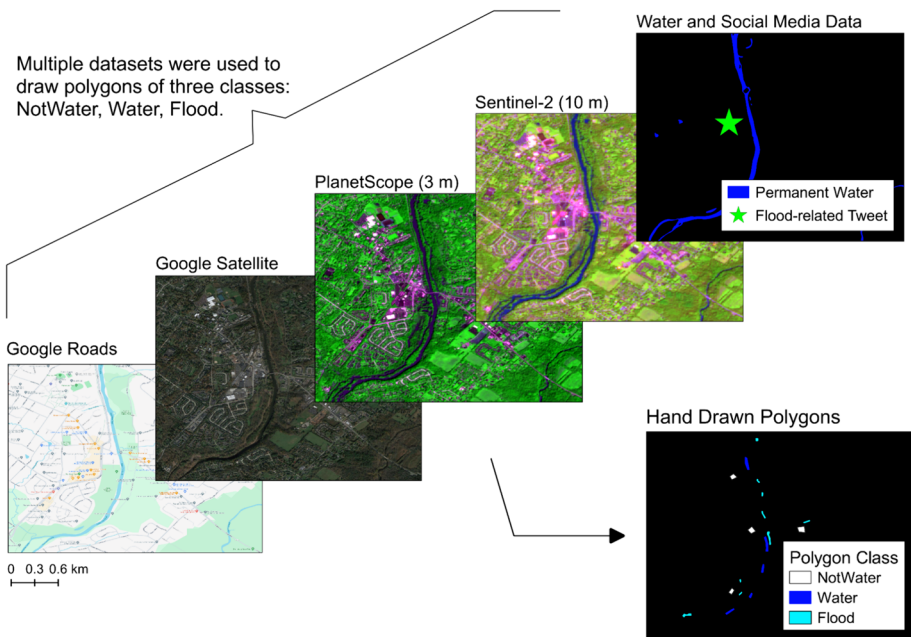 Water and Social Media Data
Multiple datasets were used to
draw polygons of three classes:
NotWater, Water, Flood.
Sentinel-2 (10 m)
PlanetScope (3 m)
Permanent Water
Flood-related Tweet
Google Satellite
Google Roads
Hand Drawn Polygons
0 0.3 0.6 km
Polygon Class
NotWater
Water
Flood